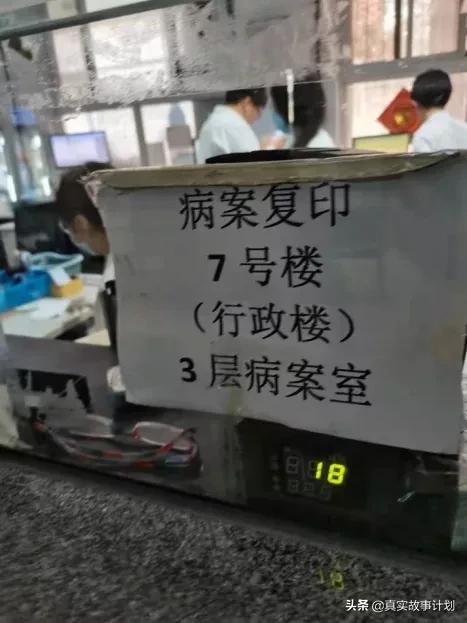 病案复印
7号楼
（行政楼）
3层病案室
18
头条 @真实故事计划